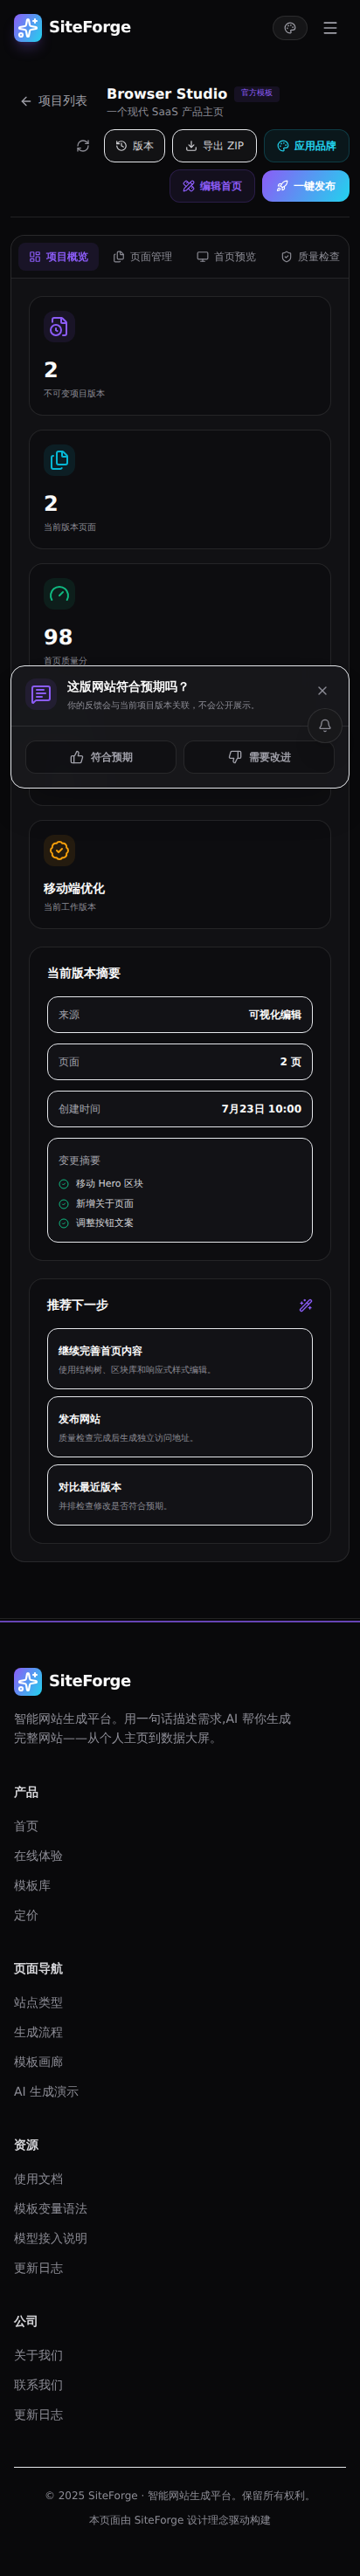 SiteForge
项目列表
Browser Studio 官方模板
一个现代 SaaS 产品主页
版本 导出 ZIP 应用品牌
编辑首页 一键发布
项目概览 页面管理 首页预览 质量检查
2
不可变项目版本
2
当前版本页面
98
首页质量分
这版网站符合预期吗？
你的反馈会与当前项目版本关联，不会公开展示。
符合预期 需要改进
移动端优化
当前工作版本
当前版本摘要
来源 可视化编辑
页面 2 页
创建时间 7月23日 10:00
变更摘要
移动 Hero 区块
新增关于页面
调整按钮文案
推荐下一步
继续完善首页内容
使用结构树、区块库和响应式样式编辑。
发布网站
质量检查完成后生成独立访问地址。
对比最近版本
并排检查修改是否符合预期。
SiteForge
智能网站生成平台。用一句话描述需求,AI 帮你生成
完整网站——从个人主页到数据大屏。
产品
首页
在线体验
模板库
定价
页面导航
站点类型
生成流程
模板画廊
AI 生成演示
资源
使用文档
模板变量语法
模型接入说明
更新日志
公司
关于我们
联系我们
更新日志
© 2025 SiteForge · 智能网站生成平台。保留所有权利。
本页面由 SiteForge 设计理念驱动构建